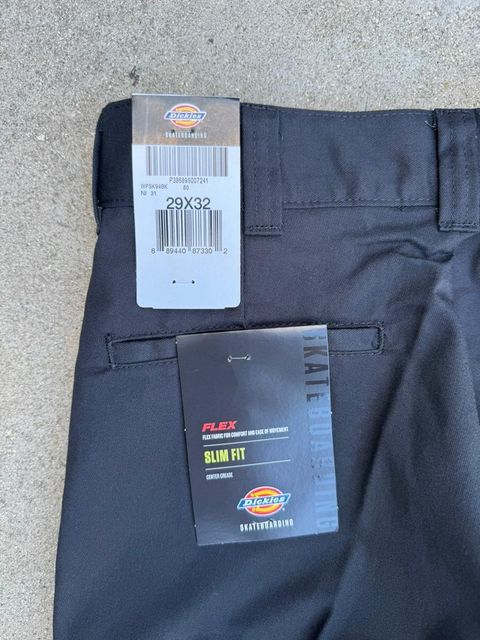 Dickies
SKATEBOARDING
P385896007241
WPSK94BK 80
NI 31
29X32
8 89440 87330 2
SKATEBOARDING
FLEX
FLEX FABRIC FOR COMFORT AND EASE OF MOVEMENT
SLIM FIT
CENTER CREASE
Dickies
SKATEBOARDING